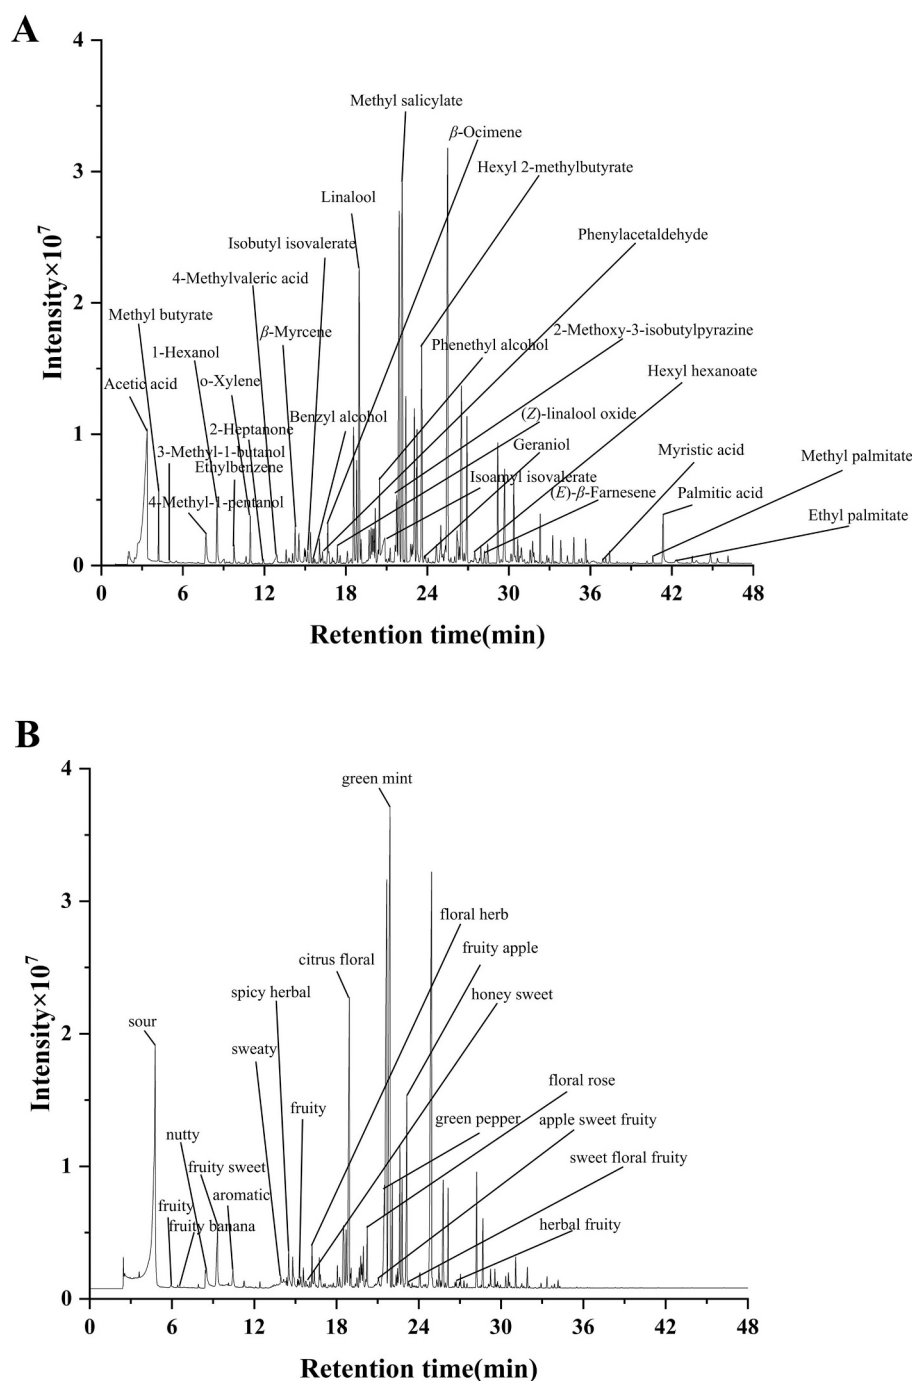 A
4
3
2
1
0
Intensity×10⁷
Methyl salicylate
β-Ocimene
Hexyl 2-methylbutyrate
Linalool
Phenylacetaldehyde
Isobutyl isovalerate
4-Methylvaleric acid
Methyl butyrate
β-Myrcene
2-Methoxy-3-isobutylpyrazine
Phenethyl alcohol
1-Hexanol
Hexyl hexanoate
o-Xylene
Acetic acid
Benzyl alcohol
(Z)-linalool oxide
2-Heptanone
Geraniol
3-Methyl-1-butanol
Myristic acid
Methyl palmitate
Ethylbenzene
Isoamyl isovalerate
(E)-β-Farnesene
Palmitic acid
4-Methyl-1-pentanol
Ethyl palmitate
0 6 12 18 24 30 36 42 48
Retention time(min)
B
4
3
2
1
0
Intensity×10⁷
green mint
floral herb
fruity apple
citrus floral
spicy herbal
honey sweet
sour
sweaty
floral rose
fruity
green pepper
apple sweet fruity
nutty
sweet floral fruity
fruity sweet
aromatic
fruity
fruity banana
herbal fruity
0 6 12 18 24 30 36 42 48
Retention time(min)